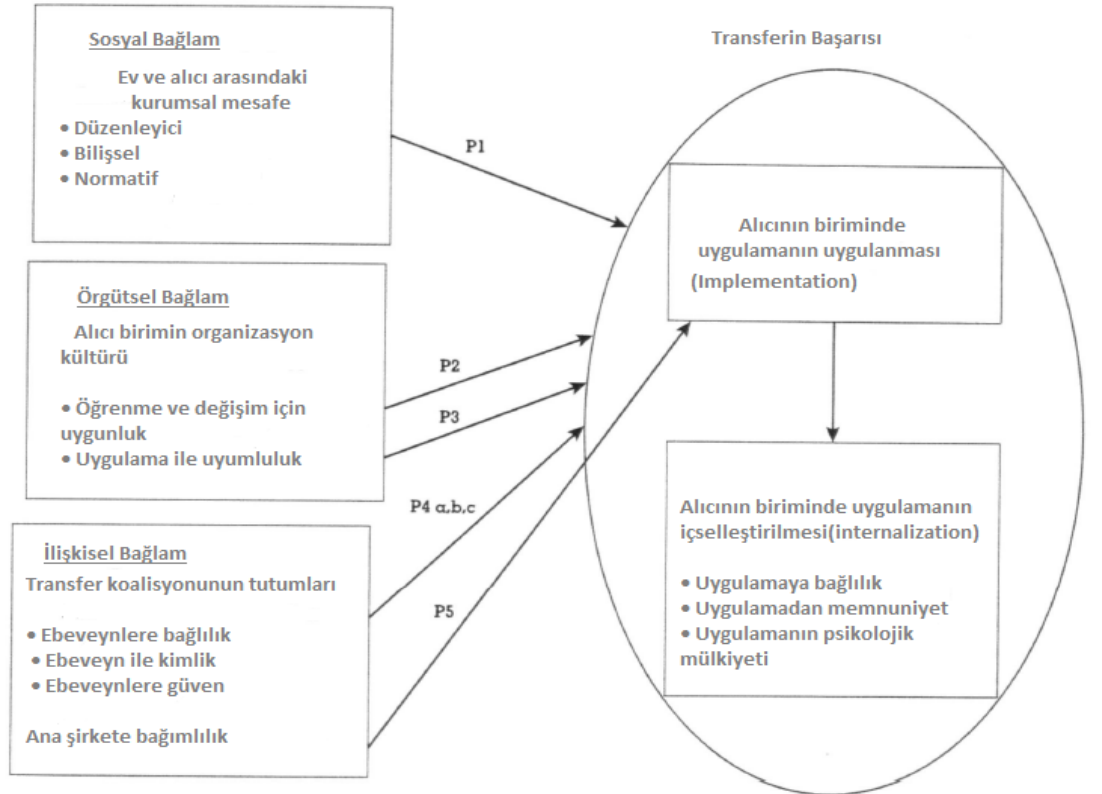 Sosyal Bağlam
Ev ve alıcı arasındaki
kurumsal mesafe
• Düzenleyici
• Bilişsel
• Normatif
P1
Örgütsel Bağlam
Alıcı birimin organizasyon
kültürü
• Öğrenme ve değişim için
uygunluk
• Uygulama ile uyumluluk
P2
P3
İlişkisel Bağlam
Transfer koalisyonunun tutumları
• Ebeveynlere bağlılık
• Ebeveyn ile kimlik
• Ebeveynlere güven
Ana şirkete bağımlılık
P4 a,b,c
P5
Transferin Başarısı
Alıcının biriminde
uygulamanın uygulanması
(Implementation)
Alıcının biriminde uygulamanın
içselleştirilmesi(internalization)
• Uygulamaya bağlılık
• Uygulamadan memnuniyet
• Uygulamanın psikolojik
mülkiyeti